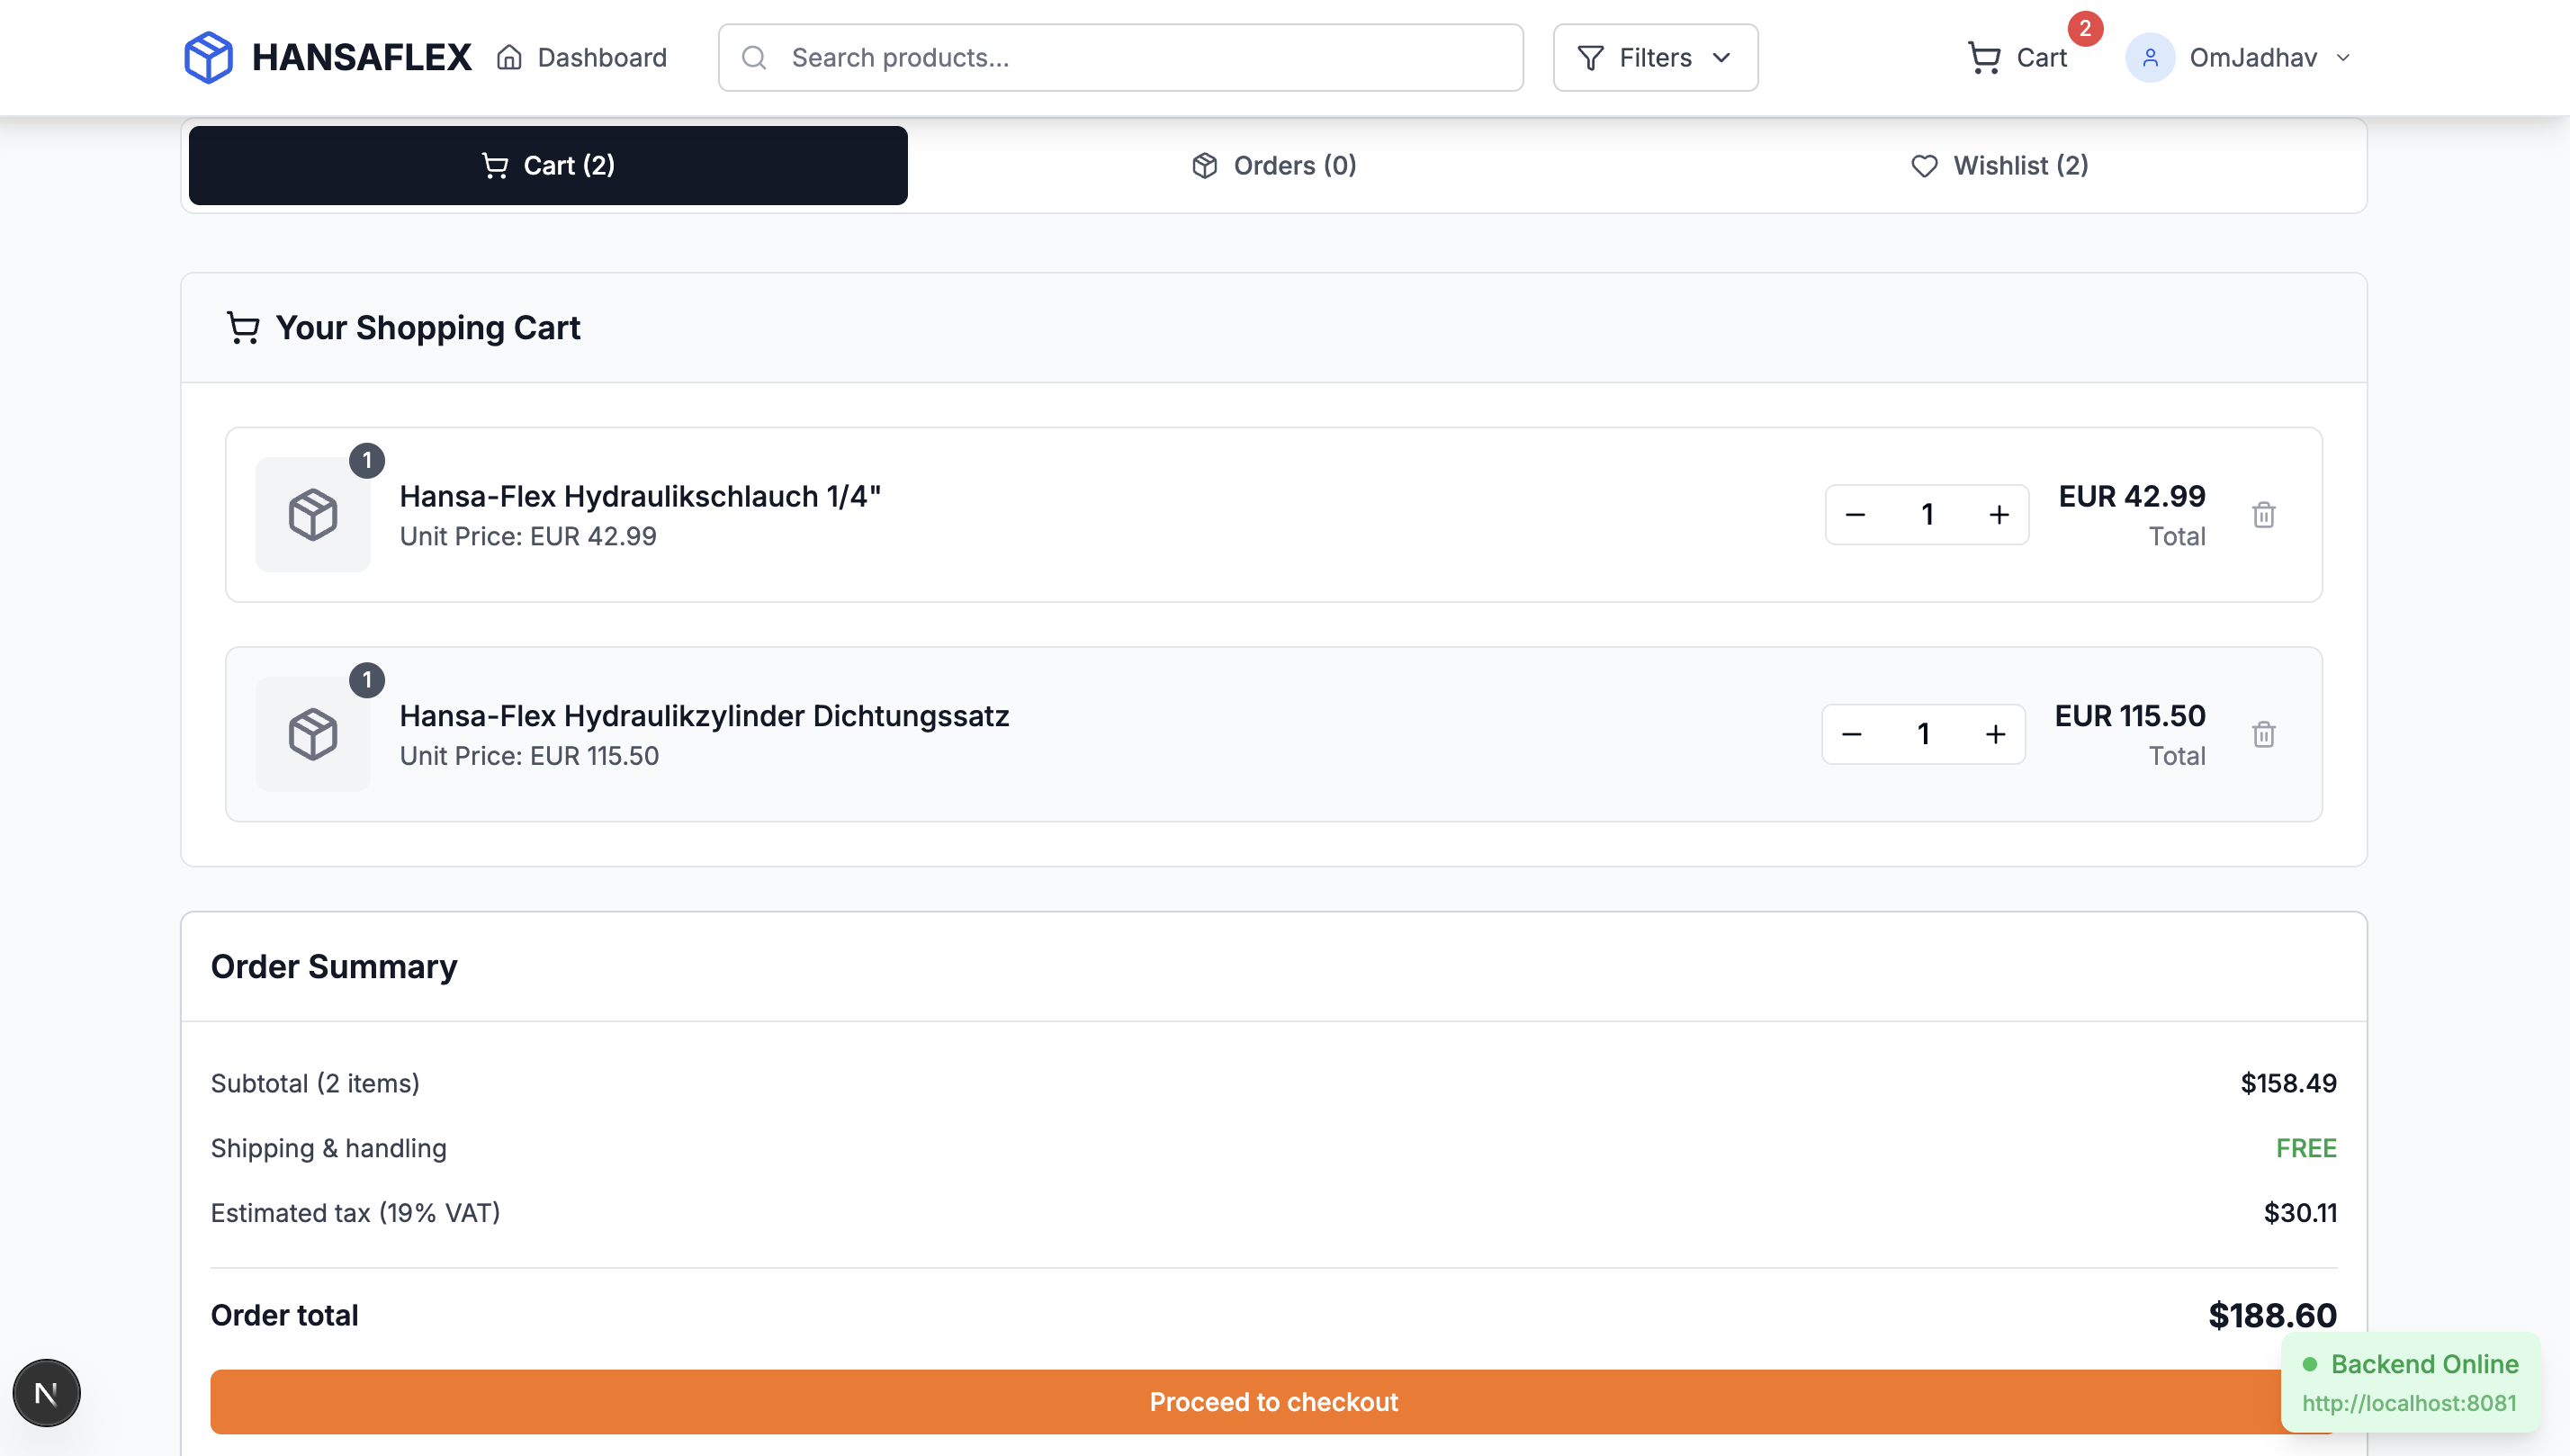 HANSAFLEX
Dashboard
Search products...
Filters
Cart
2
OmJadhav
Cart (2)
Orders (0)
Wishlist (2)
Your Shopping Cart
1
Hansa-Flex Hydraulikschlauch 1/4"
Unit Price: EUR 42.99
1
EUR 42.99
Total
1
Hansa-Flex Hydraulikzylinder Dichtungssatz
Unit Price: EUR 115.50
1
EUR 115.50
Total
Order Summary
Subtotal (2 items)
$158.49
Shipping & handling
FREE
Estimated tax (19% VAT)
$30.11
Order total
$188.60
Proceed to checkout
Backend Online
http://localhost:8081
N